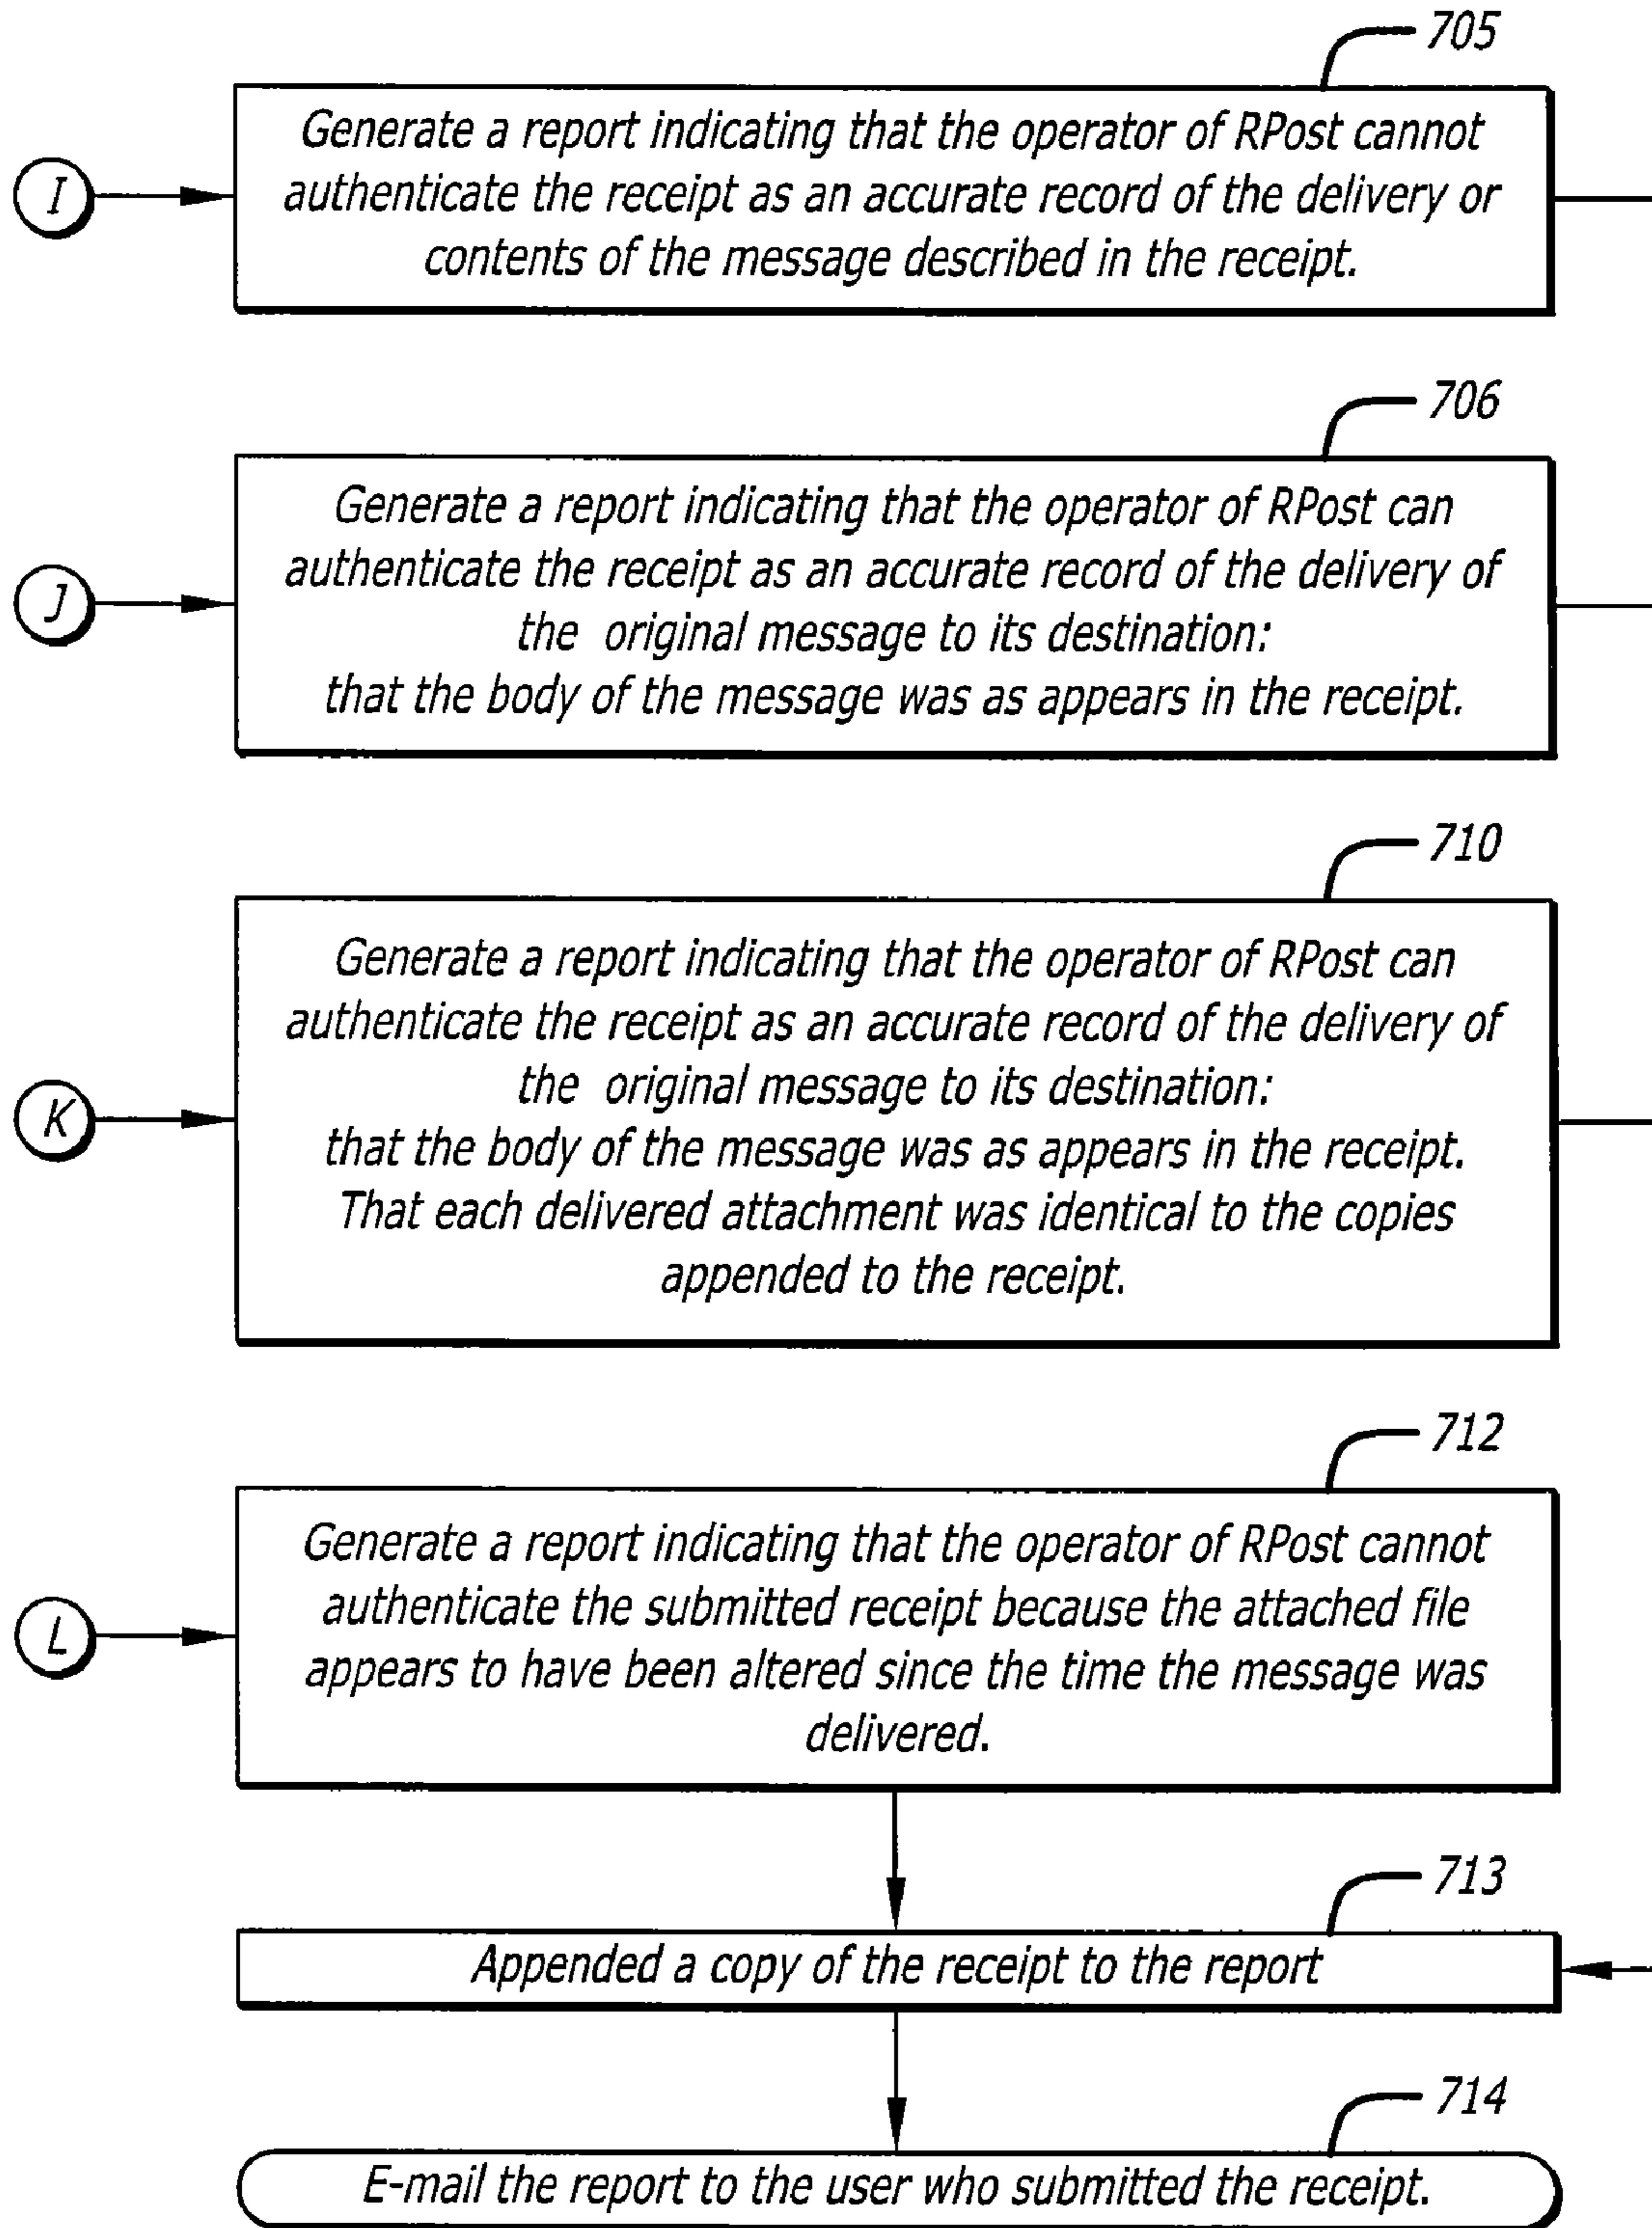 705
Generate a report indicating that the operator of RPost cannot
I
authenticate the receipt as an accurate record of the delivery or
contents of the message described in the receipt.
706
Generate a report indicating that the operator of RPost can
authenticate the receipt as an accurate record of the delivery of
J
the original message to its destination:
that the body of the message was as appears in the receipt.
710
Generate a report indicating that the operator of RPost can
authenticate the receipt as an accurate record of the delivery of
the original message to its destination:
K
that the body of the message was as appears in the receipt.
That each delivered attachment was identical to the copies
appended to the receipt.
712
Generate a report indicating that the operator of RPost cannot
authenticate the submitted receipt because the attached file
L
appears to have been altered since the time the message was
delivered.
713
Appended a copy of the receipt to the report
714
E-mail the report to the user who submitted the receipt.